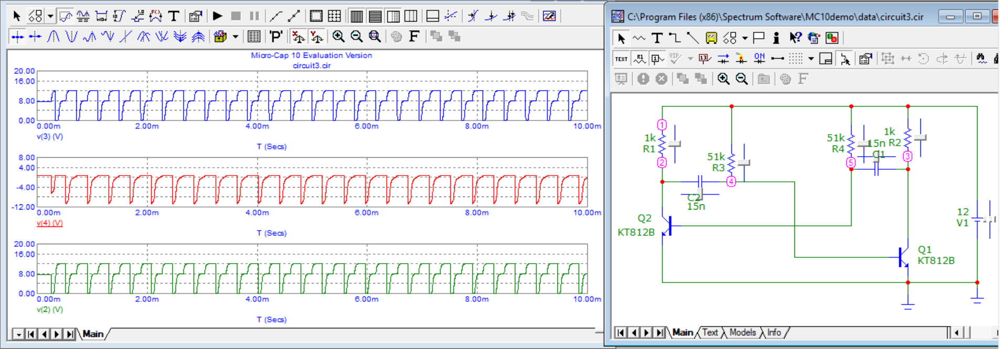 T
'P'
F
Micro-Cap 10 Evaluation Version
circuit3.cir
20.00
16.00
8.00
0.00
0.00m 2.00m 4.00m 6.00m 8.00m 10.00m
v(3) (V)
T (Secs)
8.00
4.00
-4.00
-12.00
0.00m 2.00m 4.00m 6.00m 8.00m 10.00m
v(4) (V)
T (Secs)
20.00
16.00
8.00
0.00
0.00m 2.00m 4.00m 6.00m 8.00m 10.00m
v(2) (V)
T (Secs)
Main
C:\Program Files (x86)\Spectrum Software\MC10demo\data\circuit3.cir
T
TEXT R1 1 VIP 13 ON
F
1
1k
R1
2
51k
R3
4
C2
15n
51k
R4
5
15n
C1
1k
R2
3
Q2
KT812B
Q1
KT812B
12
V1
Main Text Models Info